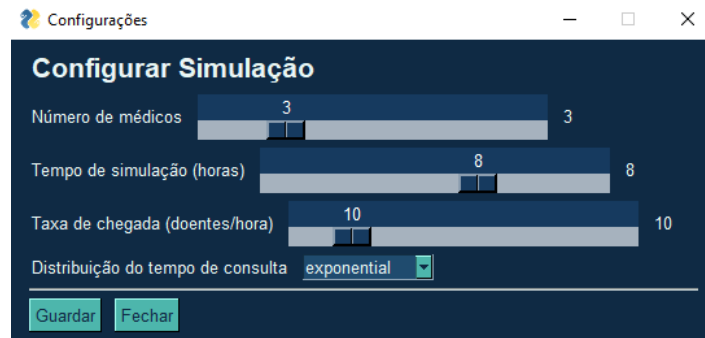 Configurações
Configurar Simulação
Número de médicos 3 3
Tempo de simulação (horas) 8 8
Taxa de chegada (doentes/hora) 10 10
Distribuição do tempo de consulta exponential
Guardar Fechar